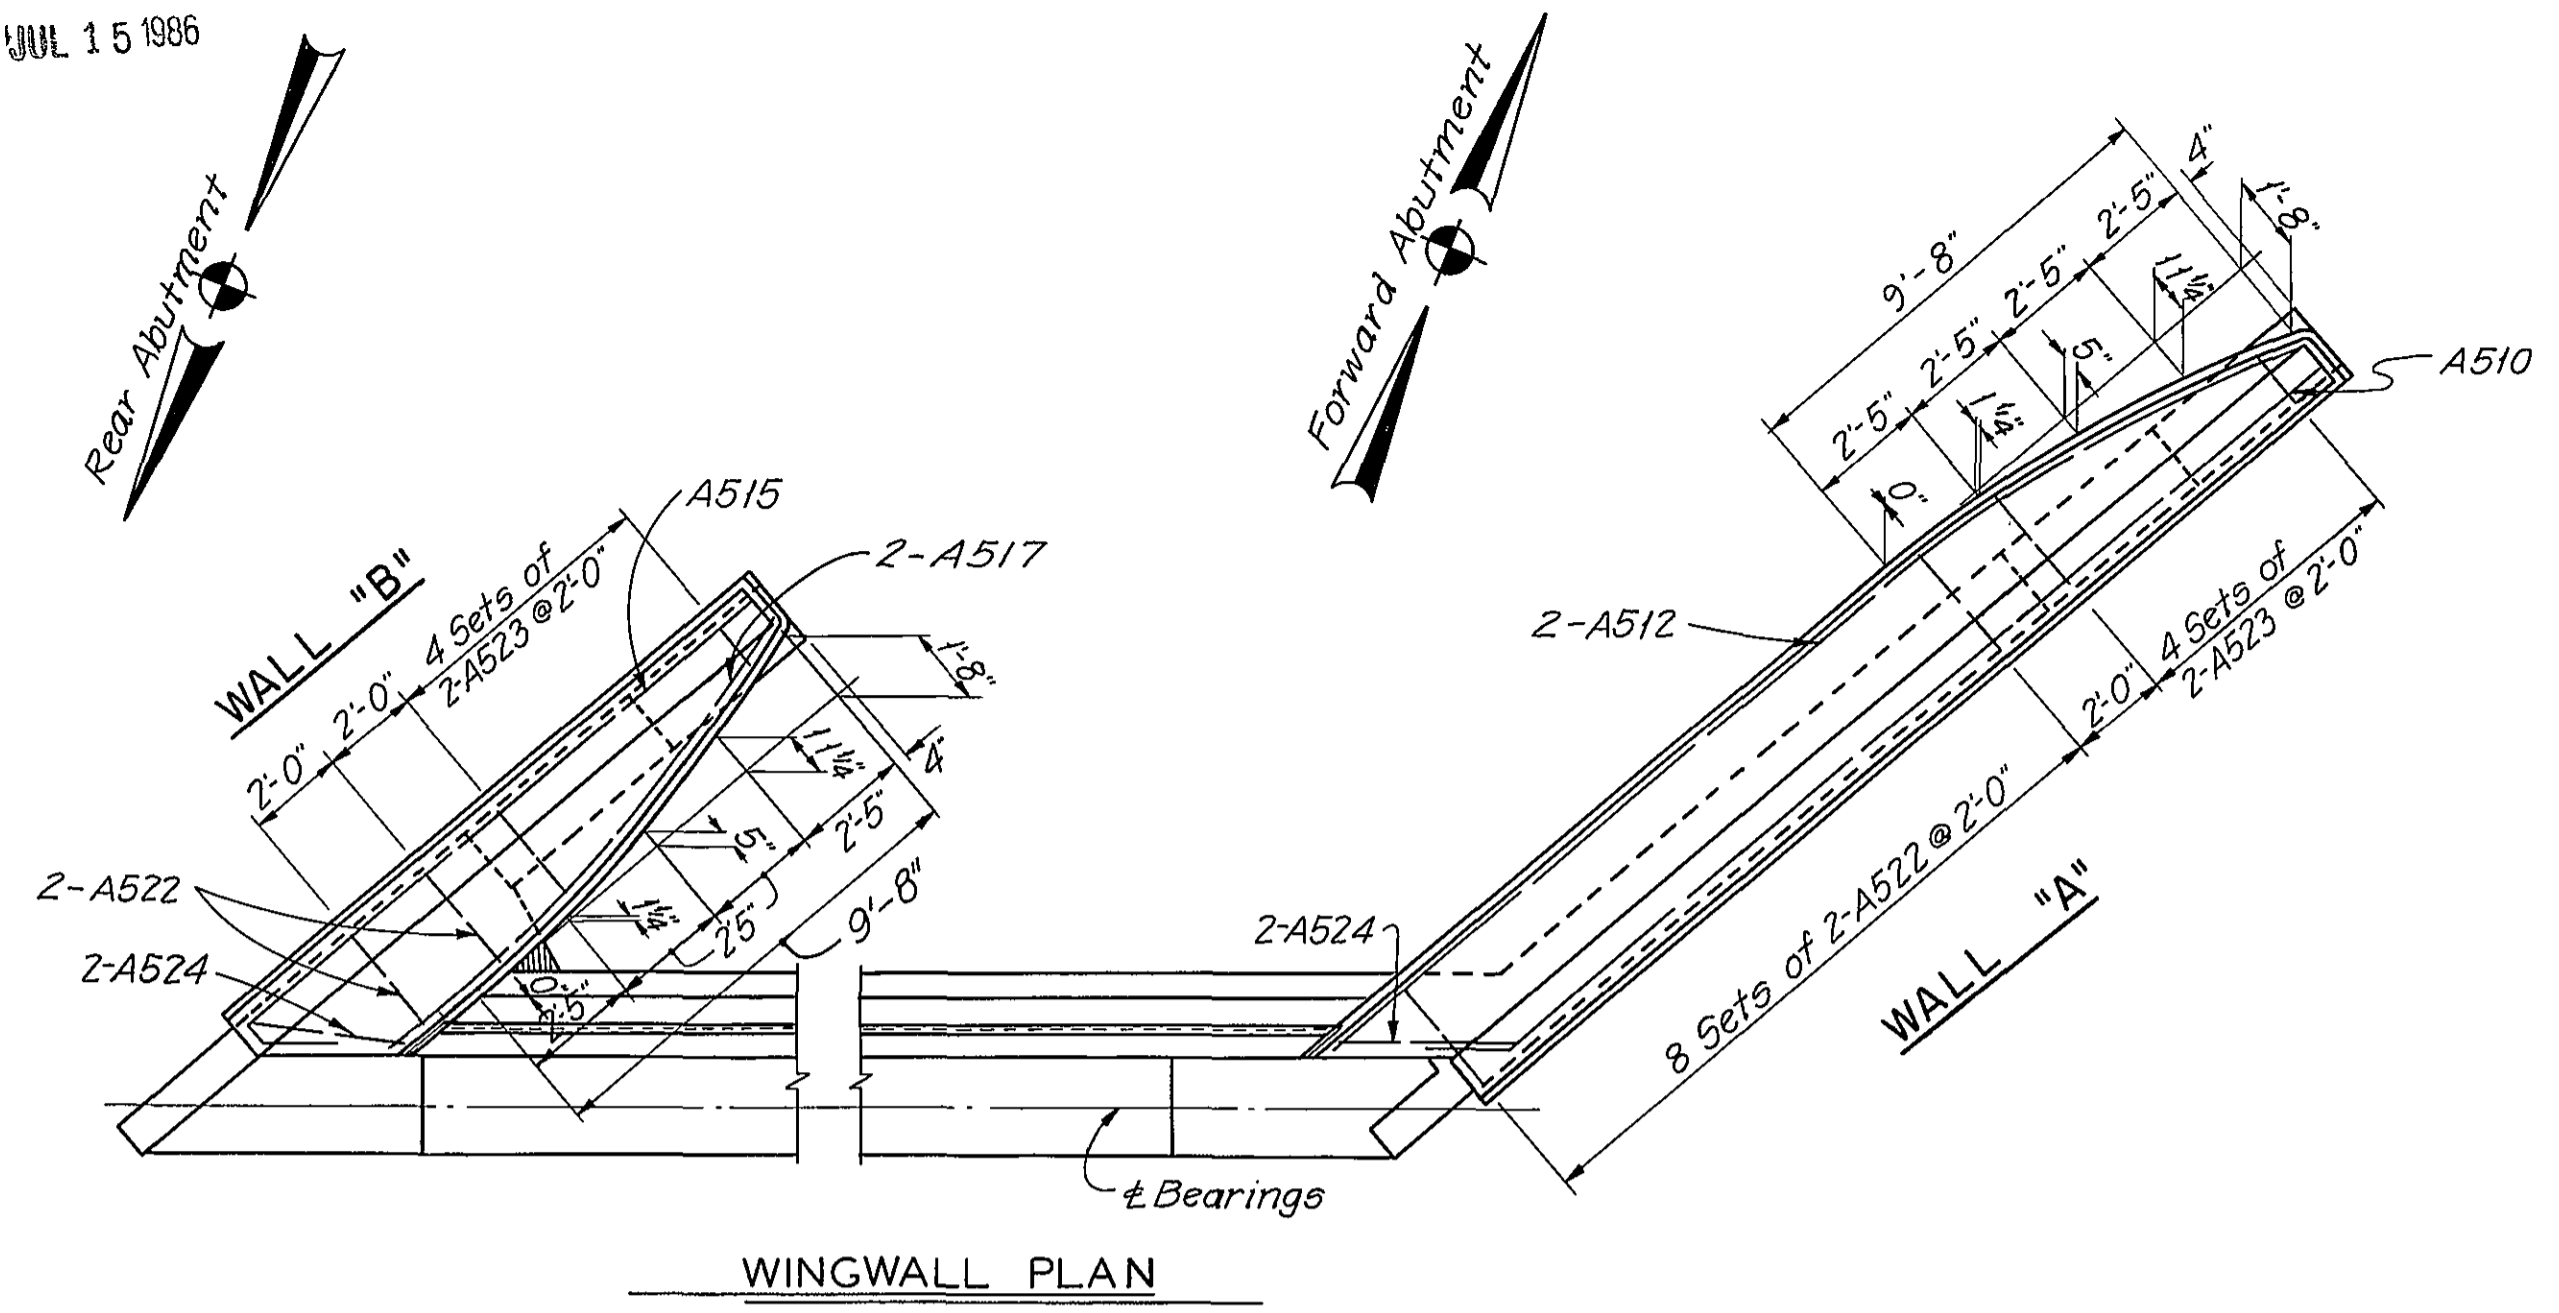 JUL 15 1986
Rear Abutment
Forward Abutment
WALL "B"
4 Sets of
2-A523 @ 2'-0"
2'-0"
2'-0"
A515
2-A517
1'-8"
11¼"
4"
5"
2'-5"
1¼"
2'5"
9'-8"
0"
2'-5"
2-A522
2-A524
9'-8"
4"
1'-8"
2'-5"
2'-5"
2'-5"
2'-5"
11¼"
5"
1¼"
0"
A510
2-A512
4 Sets of
2-A523 @ 2'-0"
2'-0"
8 Sets of 2-A522 @ 2'-0"
WALL "A"
2-A524
℄ Bearings
WINGWALL PLAN